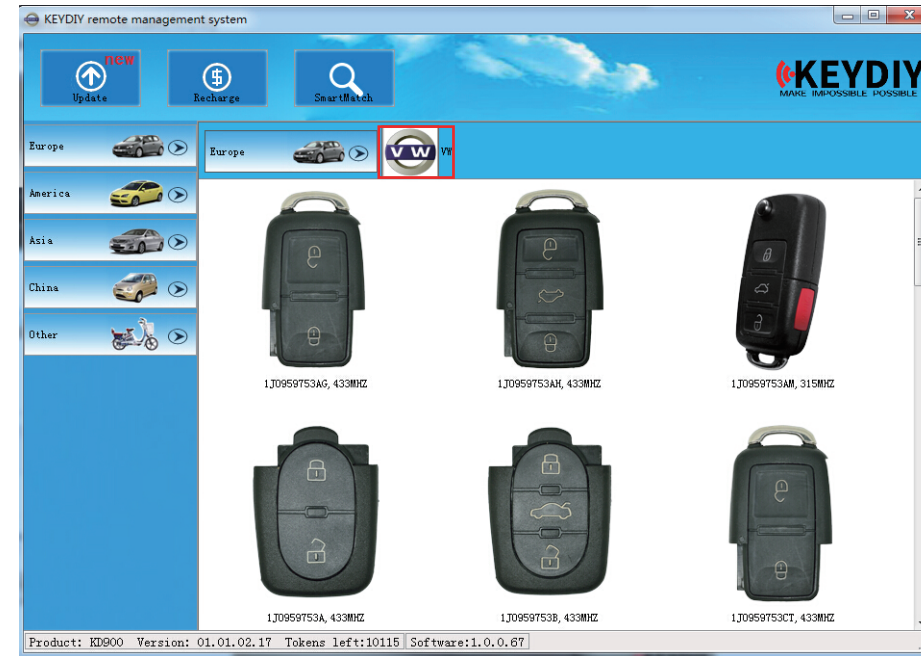 KEYDIY remote management system
new
Update
Recharge
SmartMatch
KEYDIY
MAKE IMPOSSIBLE POSSIBLE
Europe
America
Asia
China
Other
Europe
VW
VW
1J0959753AG, 433MHZ
1J0959753AH, 433MHZ
1J0959753AM, 315MHZ
1J0959753A, 433MHZ
1J0959753B, 433MHZ
1J0959753CT, 433MHZ
Product: KD900 Version: 01.01.02.17 Tokens left:10115 Software:1.0.0.67